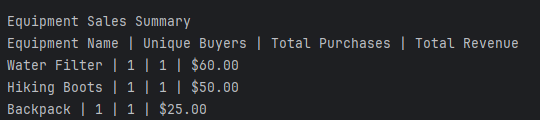 Equipment Sales Summary
Equipment Name | Unique Buyers | Total Purchases | Total Revenue
Water Filter | 1 | 1 | $60.00
Hiking Boots | 1 | 1 | $50.00
Backpack | 1 | 1 | $25.00